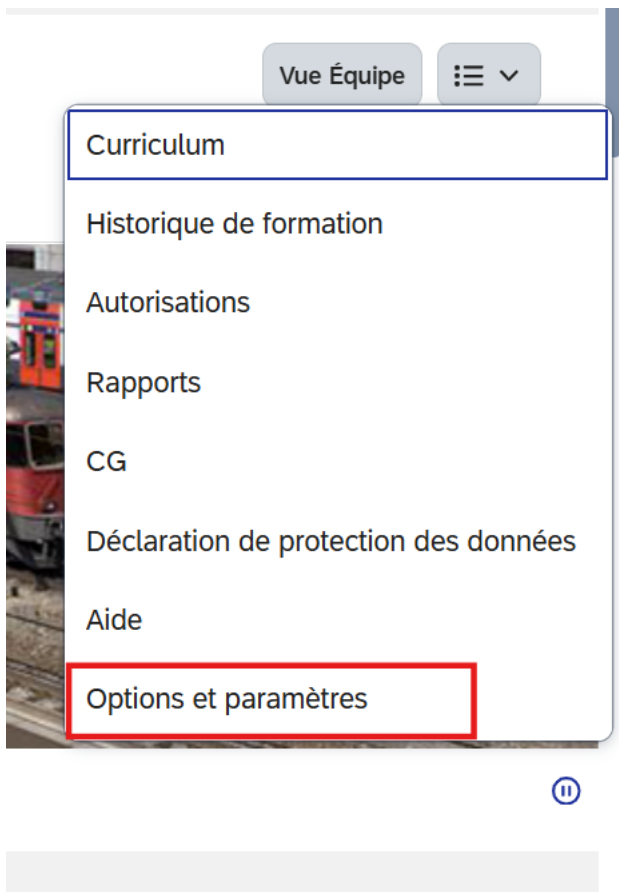 Vue Équipe
Curriculum
Historique de formation
Autorisations
Rapports
CG
Déclaration de protection des données
Aide
Options et paramètres